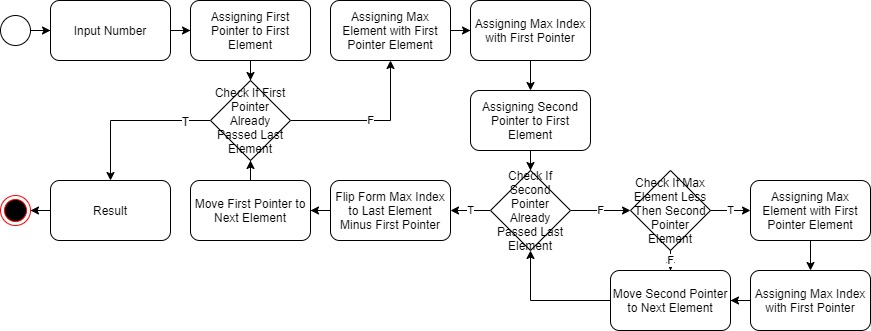 Input Number
Assigning First
Pointer to First
Element
Assigning Max
Element with First
Pointer Element
Assigning Max Index
with First Pointer
Check If First
Pointer
Already
Passed Last
Element
T
F
Assigning Second
Pointer to First
Element
Result
Move First Pointer to
Next Element
Flip Form Max Index
to Last Element
Minus First Pointer
T
Check If
Second
Pointer
Already
Passed Last
Element
F
Check If Max
Element Less
Then Second
Pointer
Element
T
Assigning Max
Element with First
Pointer Element
F
Move Second Pointer
to Next Element
Assigning Max Index
with First Pointer